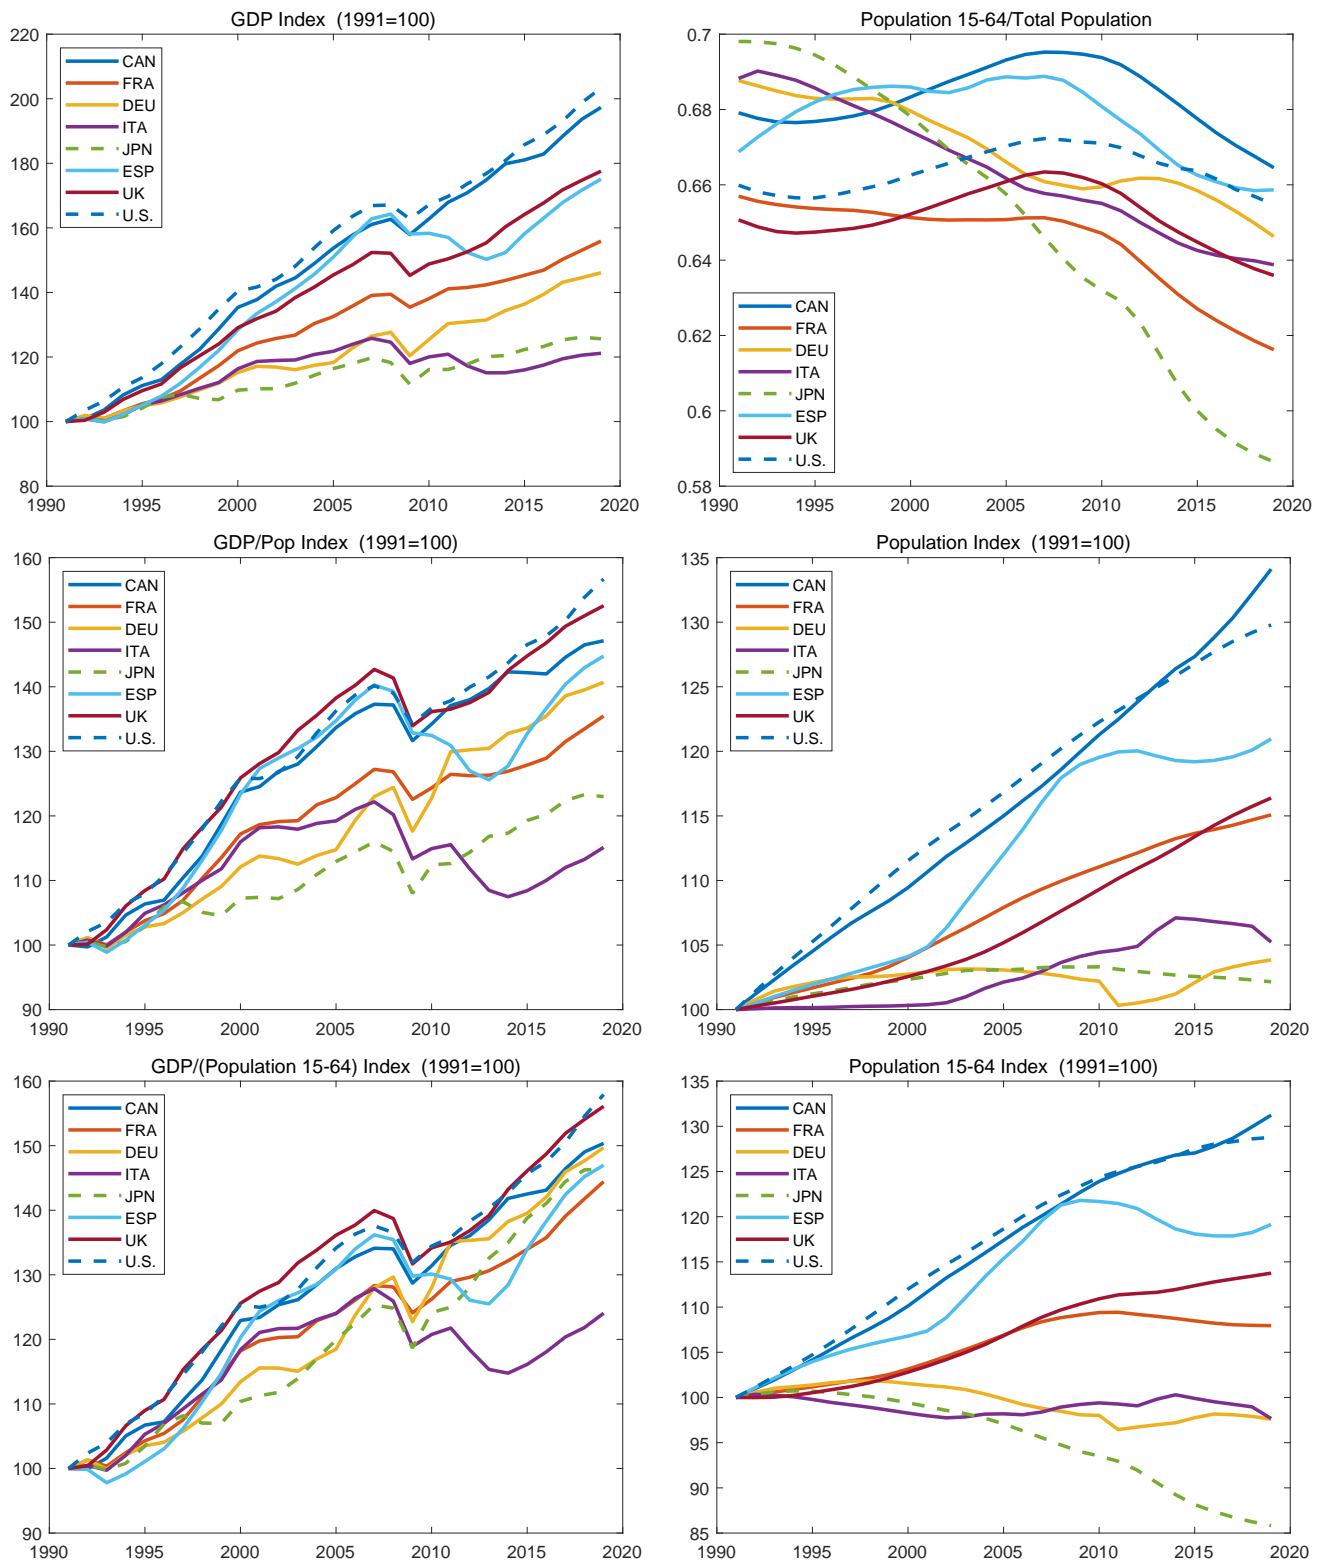 GDP Index  (1991=100)
220
200
180
160
140
120
100
80
1990
1995
2000
2005
2010
2015
2020
CAN
FRA
DEU
ITA
JPN
ESP
UK
U.S.
Population 15-64/Total Population
0.7
0.68
0.66
0.64
0.62
0.6
0.58
1990
1995
2000
2005
2010
2015
2020
CAN
FRA
DEU
ITA
JPN
ESP
UK
U.S.
GDP/Pop Index  (1991=100)
160
150
140
130
120
110
100
90
1990
1995
2000
2005
2010
2015
2020
CAN
FRA
DEU
ITA
JPN
ESP
UK
U.S.
Population Index  (1991=100)
135
130
125
120
115
110
105
100
1990
1995
2000
2005
2010
2015
2020
CAN
FRA
DEU
ITA
JPN
ESP
UK
U.S.
GDP/(Population 15-64) Index  (1991=100)
160
150
140
130
120
110
100
90
1990
1995
2000
2005
2010
2015
2020
CAN
FRA
DEU
ITA
JPN
ESP
UK
U.S.
Population 15-64 Index  (1991=100)
135
130
125
120
115
110
105
100
95
90
85
1990
1995
2000
2005
2010
2015
2020
CAN
FRA
DEU
ITA
JPN
ESP
UK
U.S.